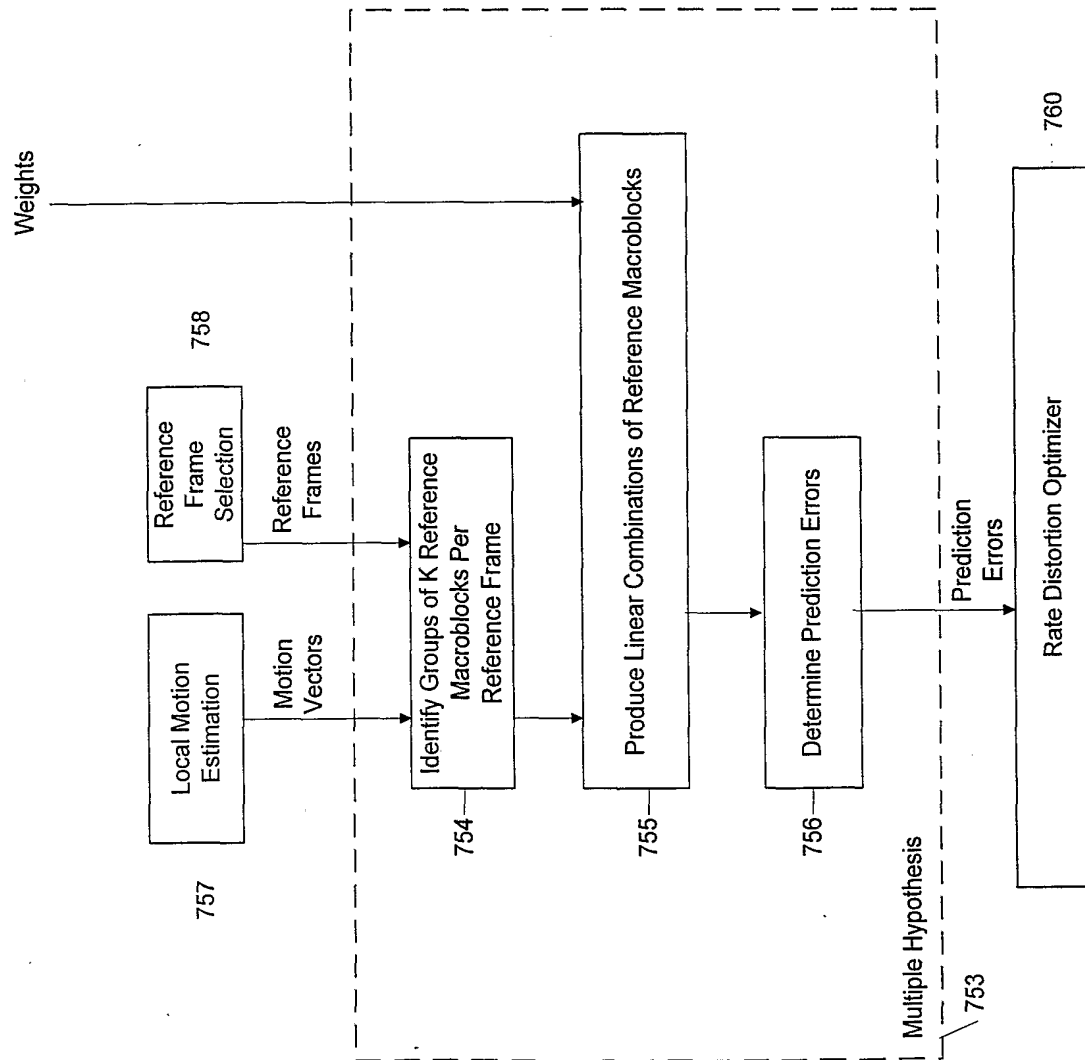 Weights
758
Reference
Frame
Selection
Reference
Frames
Local Motion
Estimation
757
Motion
Vectors
Identify Groups of K Reference
Macroblocks Per
Reference Frame
754
Produce Linear Combinations of Reference Macroblocks
755
Determine Prediction Errors
756
Multiple Hypothesis
753
Prediction
Errors
Rate Distortion Optimizer
760